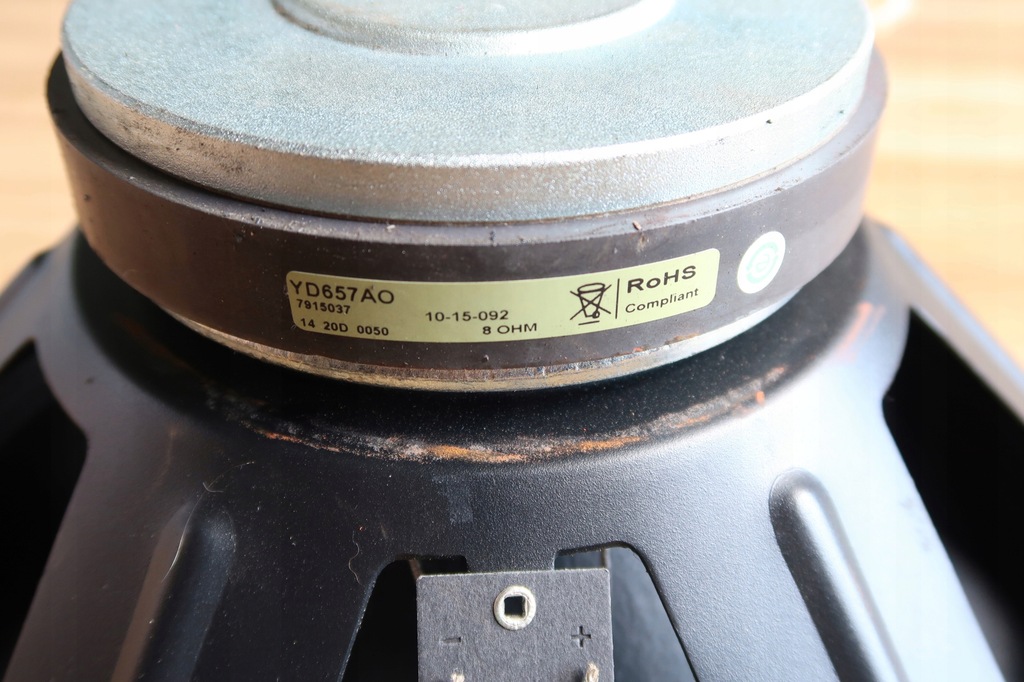 YD657AO
7915037
14 20D 0050
10-15-092
8 OHM
RoHS
Compliant
- +